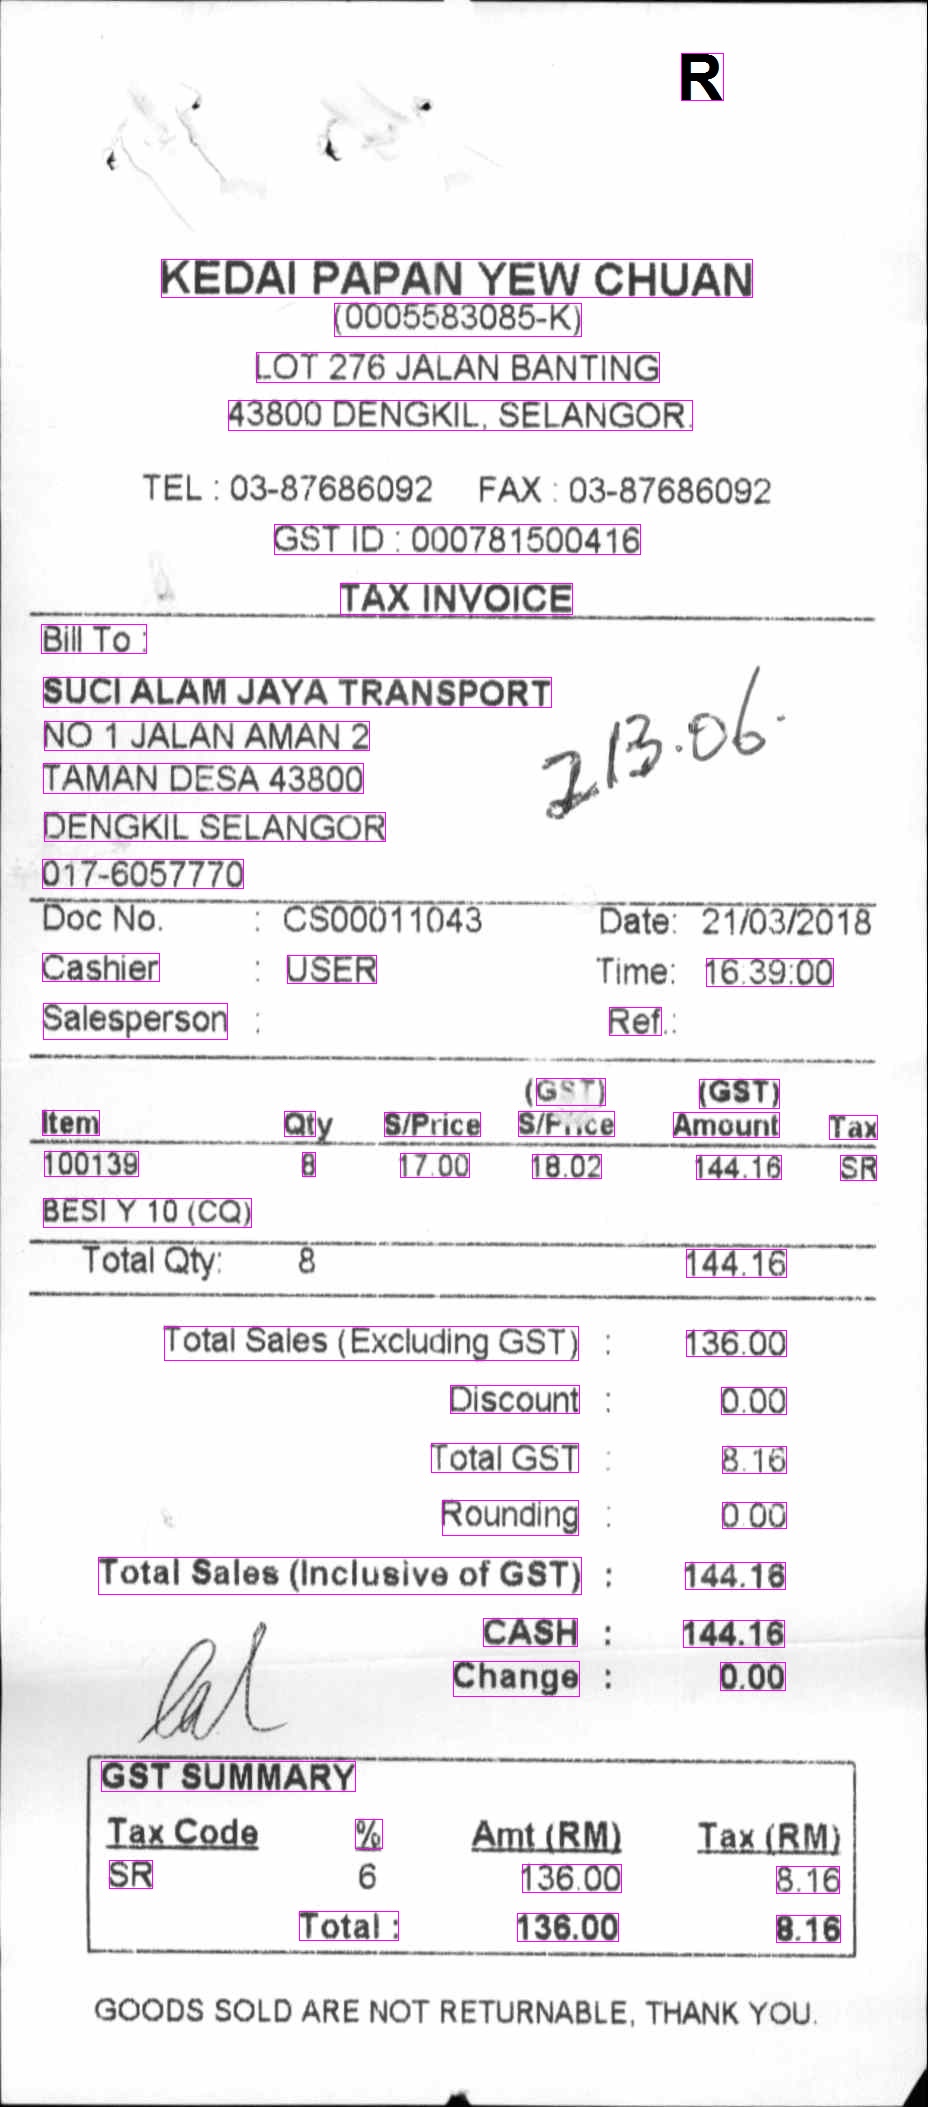 R
KEDAI PAPAN YEW CHUAN
(0005583085-K)
LOT 276 JALAN BANTING
43800 DENGKIL, SELANGOR.
TEL : 03-87686092 FAX : 03-87686092
GST ID : 000781500416
TAX INVOICE
Bill To :
SUCI ALAM JAYA TRANSPORT
NO 1 JALAN AMAN 2
TAMAN DESA 43800
DENGKIL SELANGOR
017-6057770
213.06.
Doc No. : CS00011043 Date: 21/03/2018
Cashier : USER Time: 16:39:00
Salesperson : Ref.:
(GST) (GST)
Item Qty S/Price S/Price Amount Tax
100139 8 17.00 18.02 144.16 SR
BESI Y 10 (CQ)
Total Qty: 8 144.16
Total Sales (Excluding GST) : 136.00
Discount : 0.00
Total GST : 8.16
Rounding : 0.00
Total Sales (Inclusive of GST) : 144.16
CASH : 144.16
Change : 0.00
GST SUMMARY
Tax Code % Amt (RM) Tax (RM)
SR 6 136.00 8.16
Total : 136.00 8.16
GOODS SOLD ARE NOT RETURNABLE, THANK YOU.